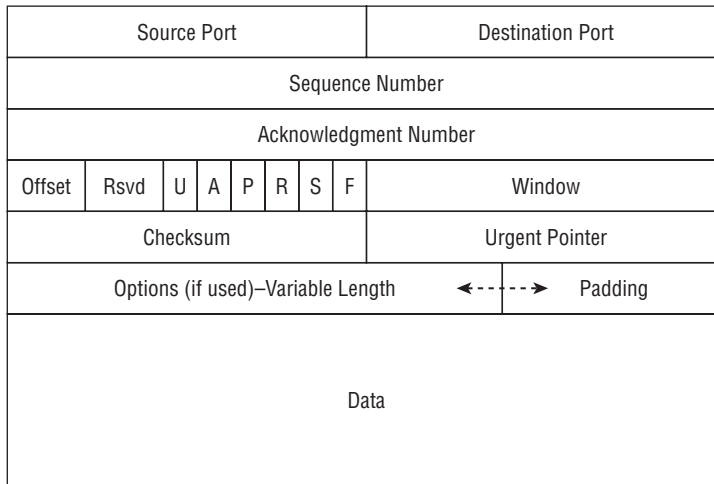 Source Port Destination Port
Sequence Number
Acknowledgment Number
Offset Rsvd U A P R S F Window
Checksum Urgent Pointer
Options (if used)–Variable Length Padding
Data